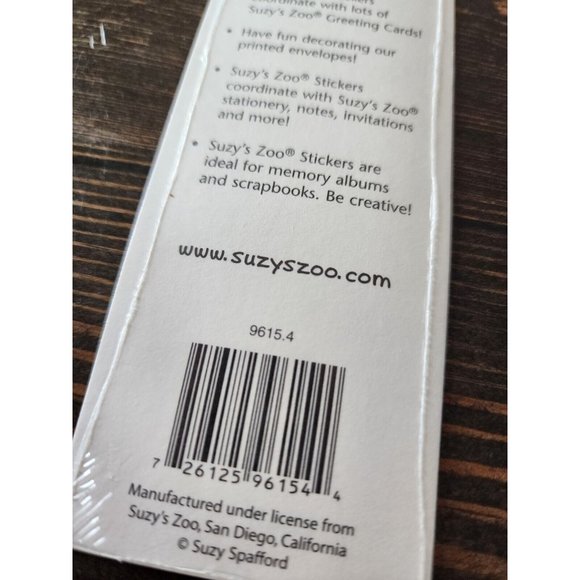 coordinate with lots of
Suzy's Zoo® Greeting Cards!
• Have fun decorating our
printed envelopes!
• Suzy's Zoo® Stickers
coordinate with Suzy's Zoo®
stationery, notes, invitations
and more!
• Suzy's Zoo® Stickers are
ideal for memory albums
and scrapbooks. Be creative!
www.suzyszoo.com
9615.4
7 26125 96154 4
Manufactured under license from
Suzy's Zoo, San Diego, California
© Suzy Spafford